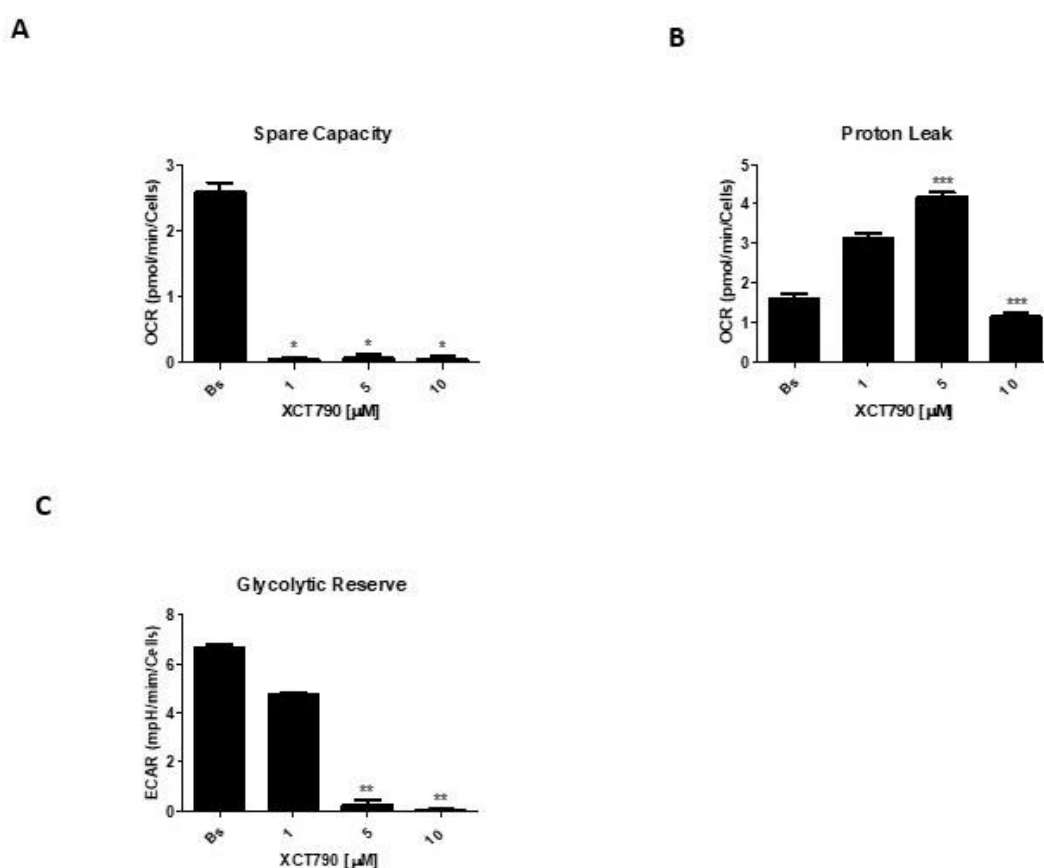 A
Spare Capacity
OCR (pmol/min/Cells)
3
2
1
0
* * *
Bs 1 5 10
XCT790 [µM]
B
Proton Leak
OCR (pmol/min/Cells)
5
4
3
2
1
0
***
***
Bs 1 5 10
XCT790 [µM]
C
Glycolytic Reserve
ECAR (mpH/mim/Cells)
8
6
4
2
0
** **
Bs 1 5 10
XCT790 [µM]